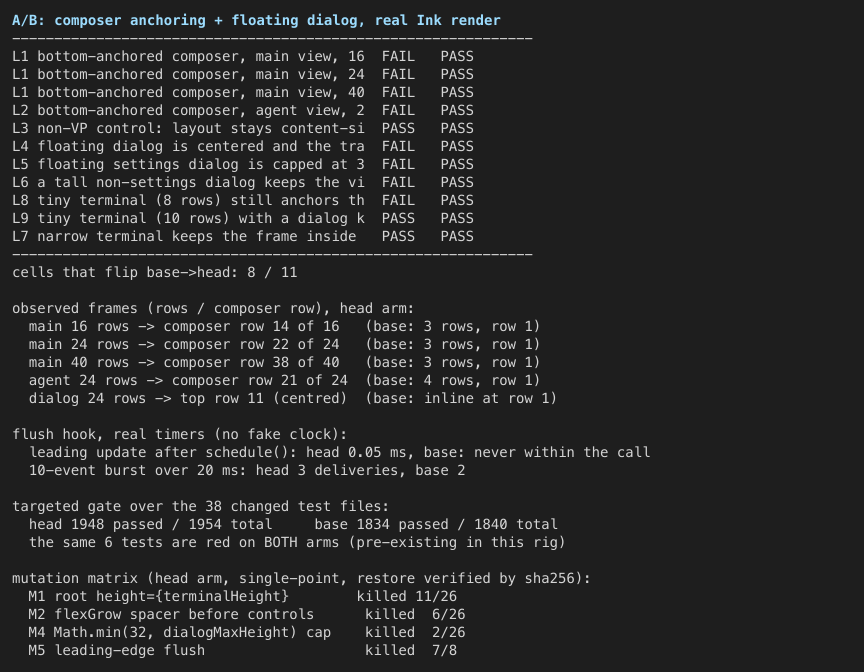 A/B: composer anchoring + floating dialog, real Ink render
--------------------------------------------------------------
L1 bottom-anchored composer, main view, 16  FAIL   PASS
L1 bottom-anchored composer, main view, 24  FAIL   PASS
L1 bottom-anchored composer, main view, 40  FAIL   PASS
L2 bottom-anchored composer, agent view, 2  FAIL   PASS
L3 non-VP control: layout stays content-si  PASS   PASS
L4 floating dialog is centered and the tra  FAIL   PASS
L5 floating settings dialog is capped at 3  FAIL   PASS
L6 a tall non-settings dialog keeps the vi  FAIL   PASS
L8 tiny terminal (8 rows) still anchors th  FAIL   PASS
L9 tiny terminal (10 rows) with a dialog k  PASS   PASS
L7 narrow terminal keeps the frame inside   PASS   PASS
--------------------------------------------------------------
cells that flip base->head: 8 / 11
observed frames (rows / composer row), head arm:
  main 16 rows -> composer row 14 of 16   (base: 3 rows, row 1)
  main 24 rows -> composer row 22 of 24   (base: 3 rows, row 1)
  main 40 rows -> composer row 38 of 40   (base: 3 rows, row 1)
  agent 24 rows -> composer row 21 of 24  (base: 4 rows, row 1)
  dialog 24 rows -> top row 11 (centred)  (base: inline at row 1)
flush hook, real timers (no fake clock):
  leading update after schedule(): head 0.05 ms, base: never within the call
  10-event burst over 20 ms: head 3 deliveries, base 2
targeted gate over the 38 changed test files:
  head 1948 passed / 1954 total     base 1834 passed / 1840 total
  the same 6 tests are red on BOTH arms (pre-existing in this rig)
mutation matrix (head arm, single-point, restore verified by sha256):
  M1 root height={terminalHeight}        killed 11/26
  M2 flexGrow spacer before controls      killed  6/26
  M4 Math.min(32, dialogMaxHeight) cap    killed  2/26
  M5 leading-edge flush                   killed  7/8